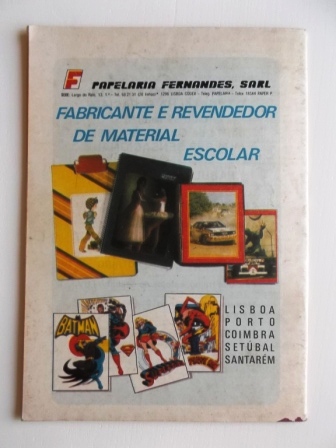 PAPELARIA FERNANDES, SARL
FABRICANTE E REVENDEDOR
DE MATERIAL
ESCOLAR
BATMAN
LISBOA
PORTO
COIMBRA
SETÚBAL
SANTARÉM